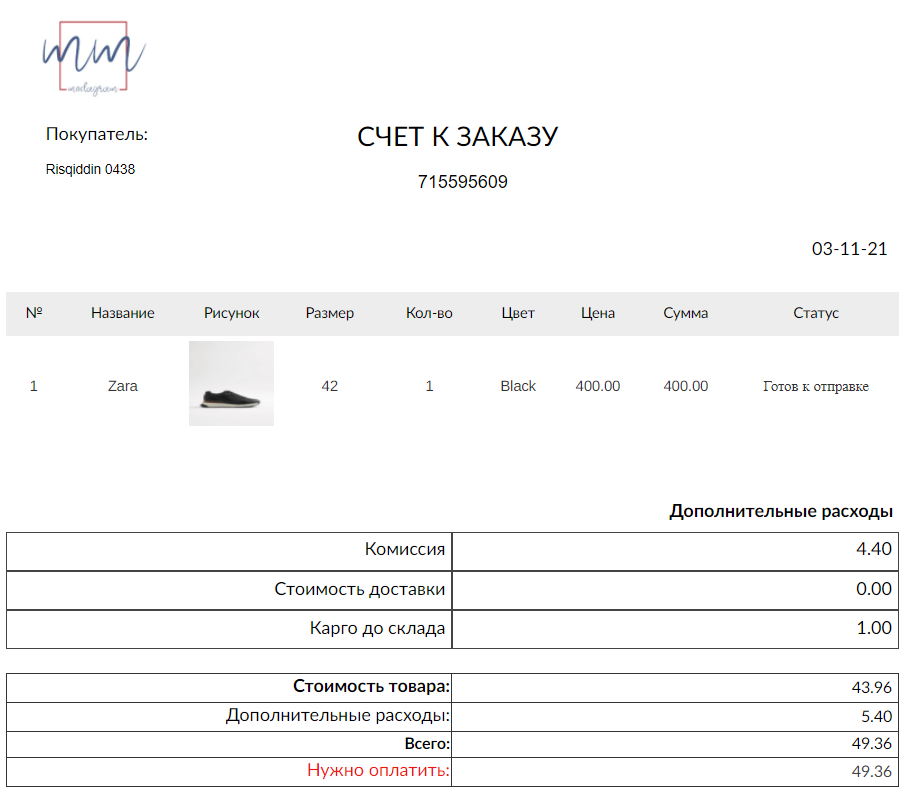 mm
modagram
Покупатель:
СЧЕТ К ЗАКАЗУ
Risqiddin 0438
715595609
03-11-21
№ Название Рисунок Размер Кол-во Цвет Цена Сумма Статус
1 Zara 42 1 Black 400.00 400.00 Готов к отправке
Дополнительные расходы
Комиссия 4.40
Стоимость доставки 0.00
Карго до склада 1.00
Стоимость товара: 43.96
Дополнительные расходы: 5.40
Всего: 49.36
Нужно оплатить: 49.36